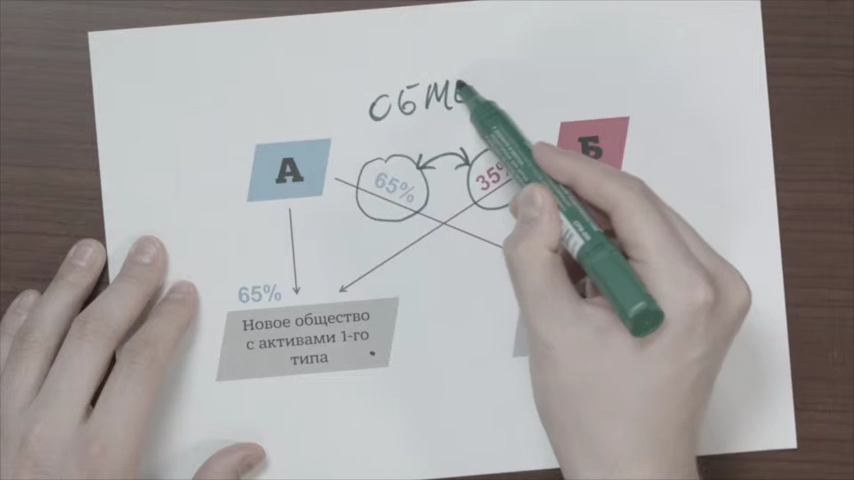 ОБМЕ
А
Б
65%
35%
65%
Новое общество
с активами 1-го
типа